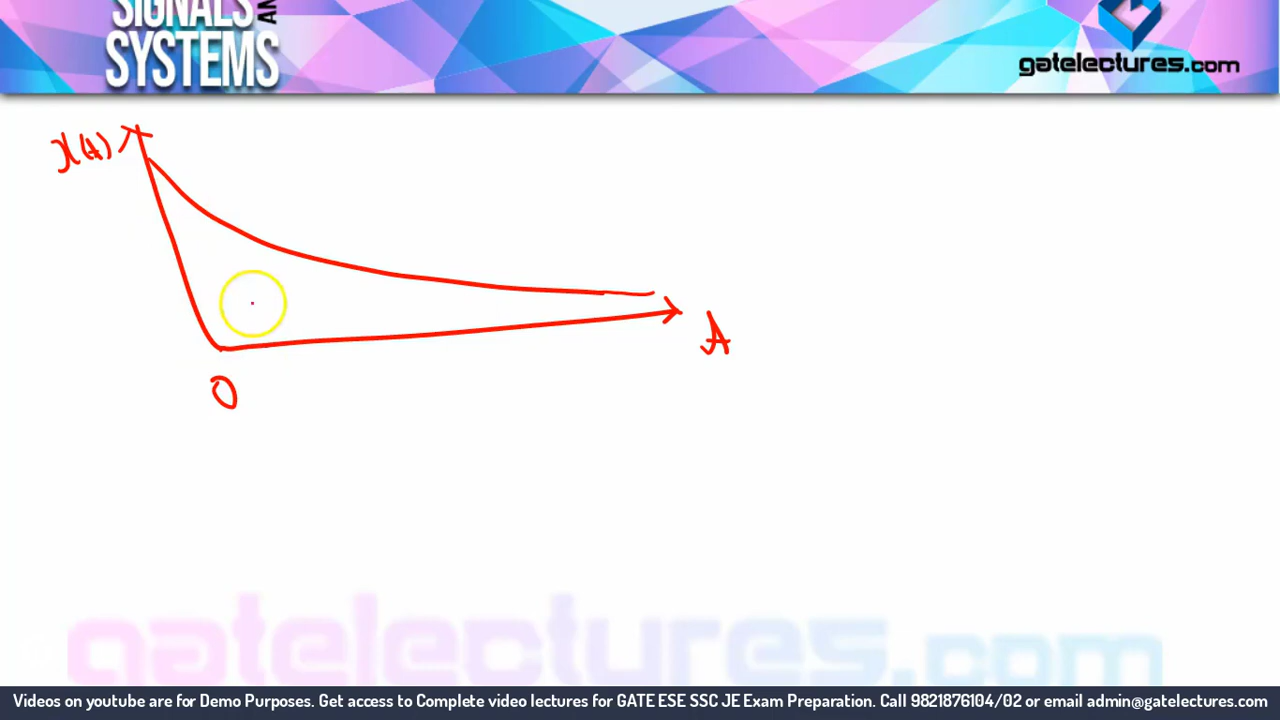 SIGNALS AND
SYSTEMS
gatelectures.com
x(t)
t
0
gatelectures.com
Videos on youtube are for Demo Purposes. Get access to Complete video lectures for GATE ESE SSC JE Exam Preparation. Call 9821876104/02 or email admin@gatelectures.com